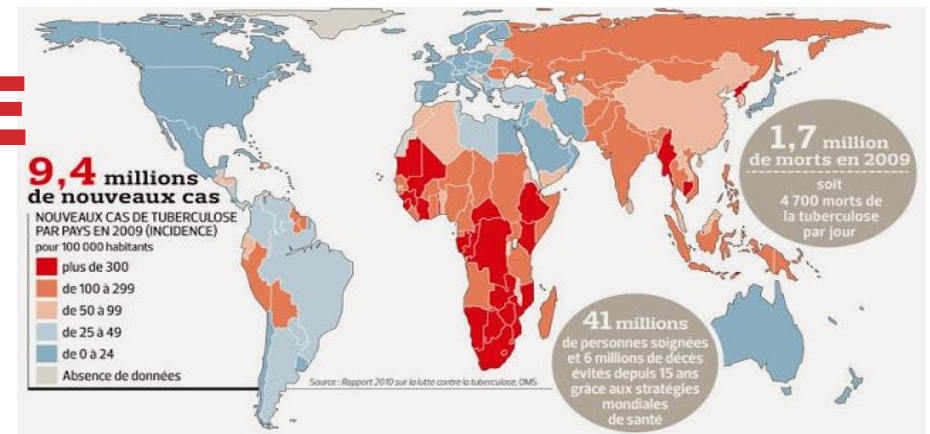 9,4 millions
de nouveaux cas
NOUVEAUX CAS DE TUBERCULOSE
PAR PAYS EN 2009 (INCIDENCE)
pour 100 000 habitants
plus de 300
de 100 à 299
de 50 à 99
de 25 à 49
de 0 à 24
Absence de données
Source : Rapport 2010 sur la lutte contre la tuberculose, OMS
1,7 million
de morts en 2009
soit
4 700 morts de
la tuberculose
par jour
41 millions
de personnes soignées
et 6 millions de décès
évités depuis 15 ans
grâce aux stratégies
mondiales
de santé